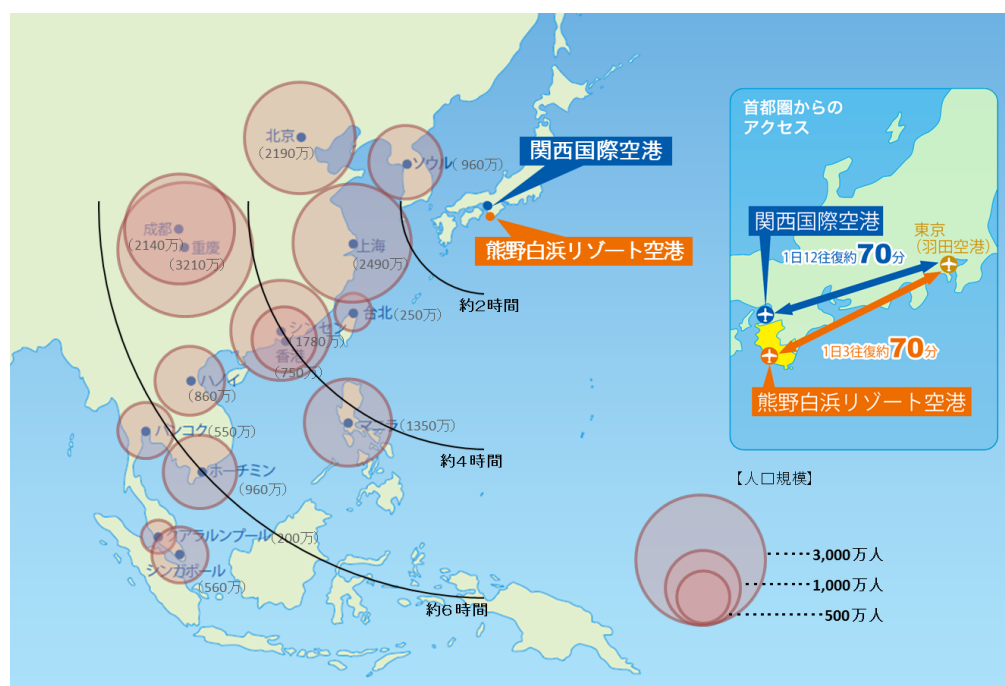 北京
(2190万)
ソウル(960万)
関西国際空港
熊野白浜リゾート空港
成都
(2140万)
重慶
(3210万)
上海
(2490万)
約2時間
台北(250万)
シンセン
(1780万)
香港
(750万)
ハノイ
(860万)
マニラ(1350万)
バンコク(550万)
約4時間
ホーチミン
(960万)
クアラルンプール(200万)
シンガポール
(560万)
約6時間
首都圏からの
アクセス
関西国際空港
東京
(羽田空港)
1日12往復約70分
1日3往復約70分
熊野白浜リゾート空港
【人口規模】
3,000万人
1,000万人
500万人